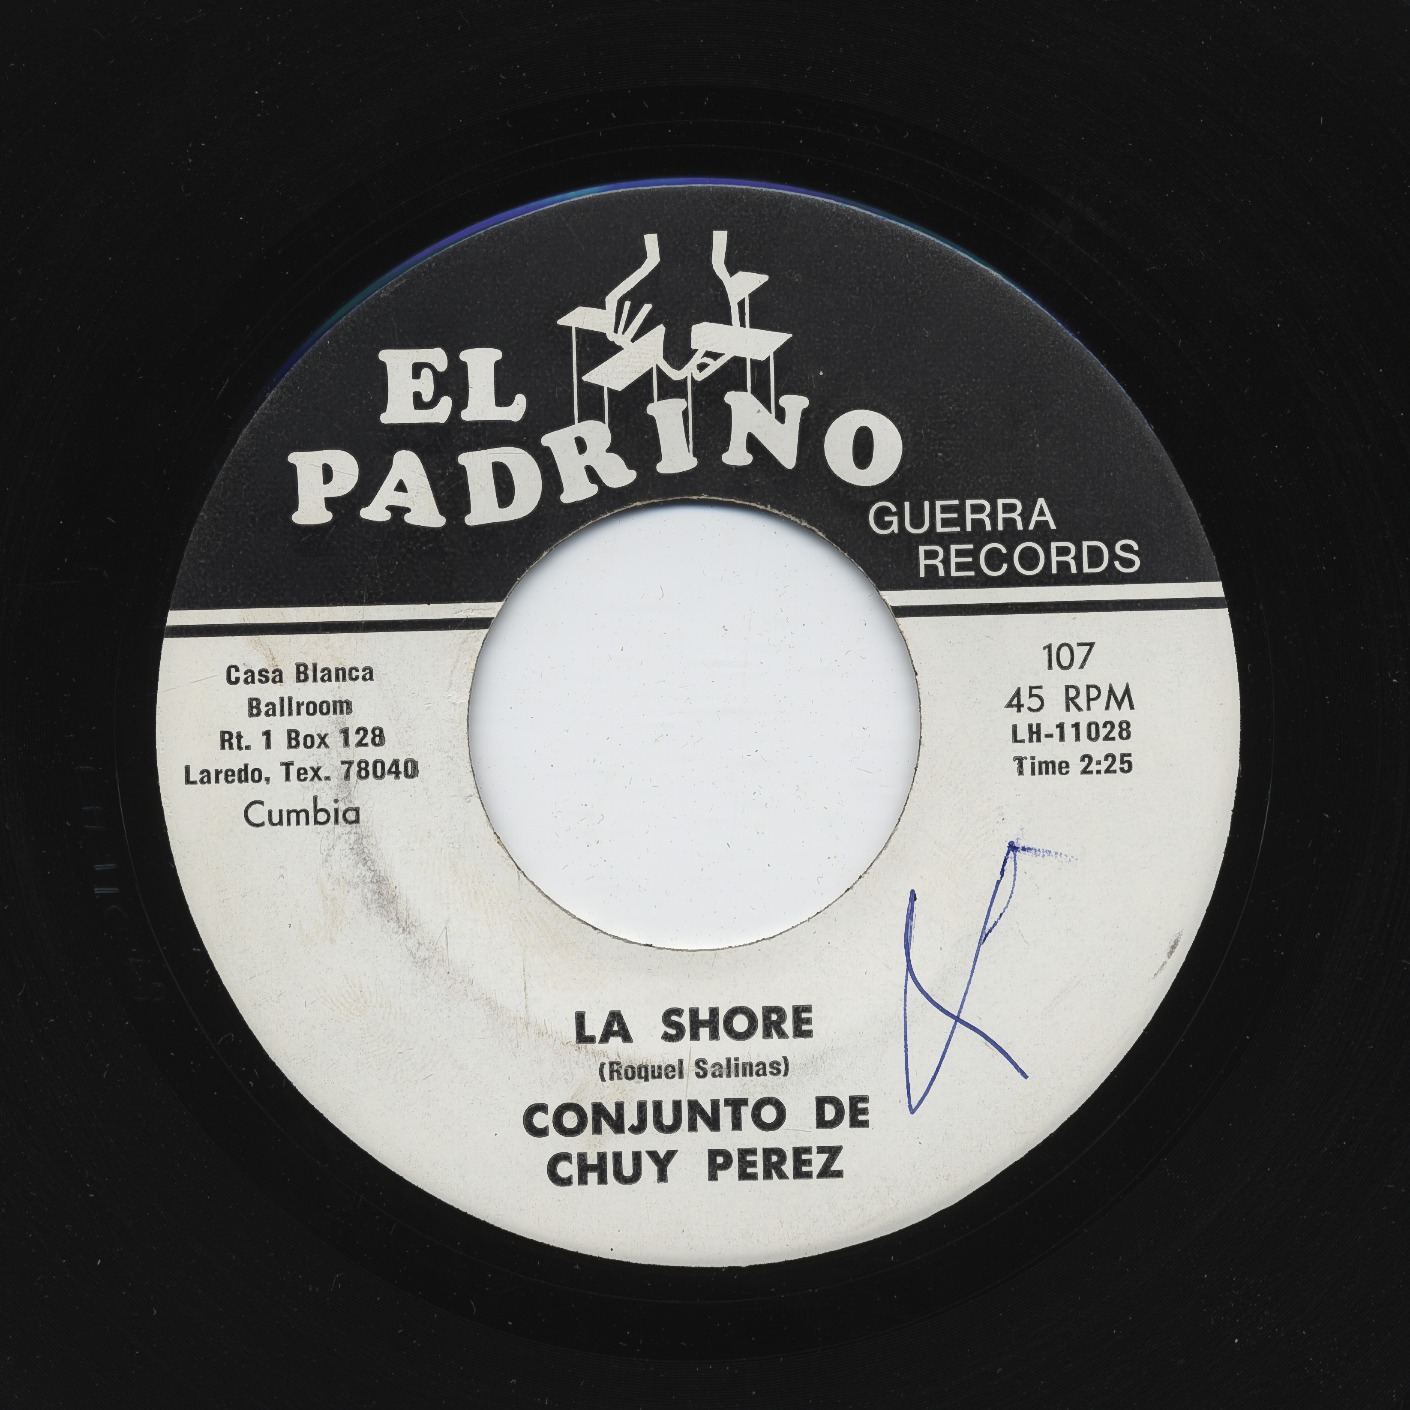 EL
PADRINO
GUERRA
RECORDS
Casa Blanca
Ballroom
Rt. 1 Box 128
Laredo, Tex. 78040
Cumbia
107
45 RPM
LH-11028
Time 2:25
LA SHORE
(Roquel Salinas)
CONJUNTO DE
CHUY PEREZ